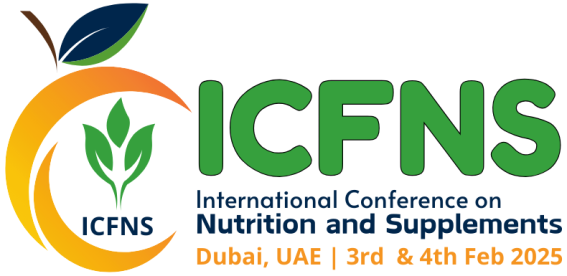 ICFNS
ICFNS
International Conference on
Nutrition and Supplements
Dubai, UAE | 3rd & 4th Feb 2025